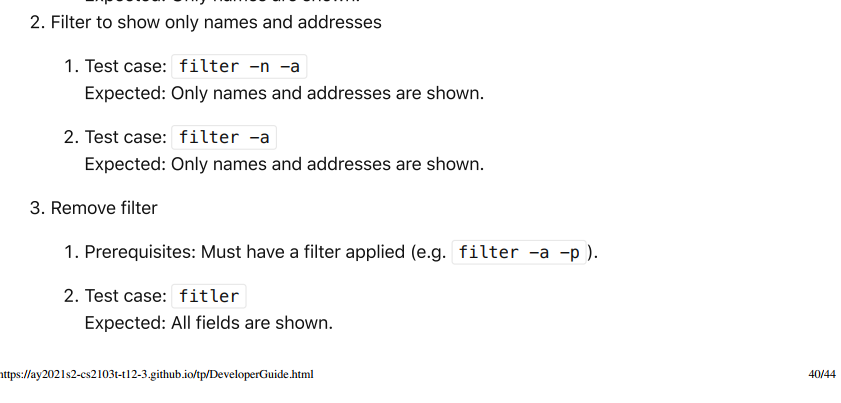 2. Filter to show only names and addresses
1. Test case: filter -n -a
Expected: Only names and addresses are shown.
2. Test case: filter -a
Expected: Only names and addresses are shown.
3. Remove filter
1. Prerequisites: Must have a filter applied (e.g. filter -a -p ).
2. Test case: fitler
Expected: All fields are shown.
https://ay2021s2-cs2103t-t12-3.github.io/tp/DeveloperGuide.html 40/44